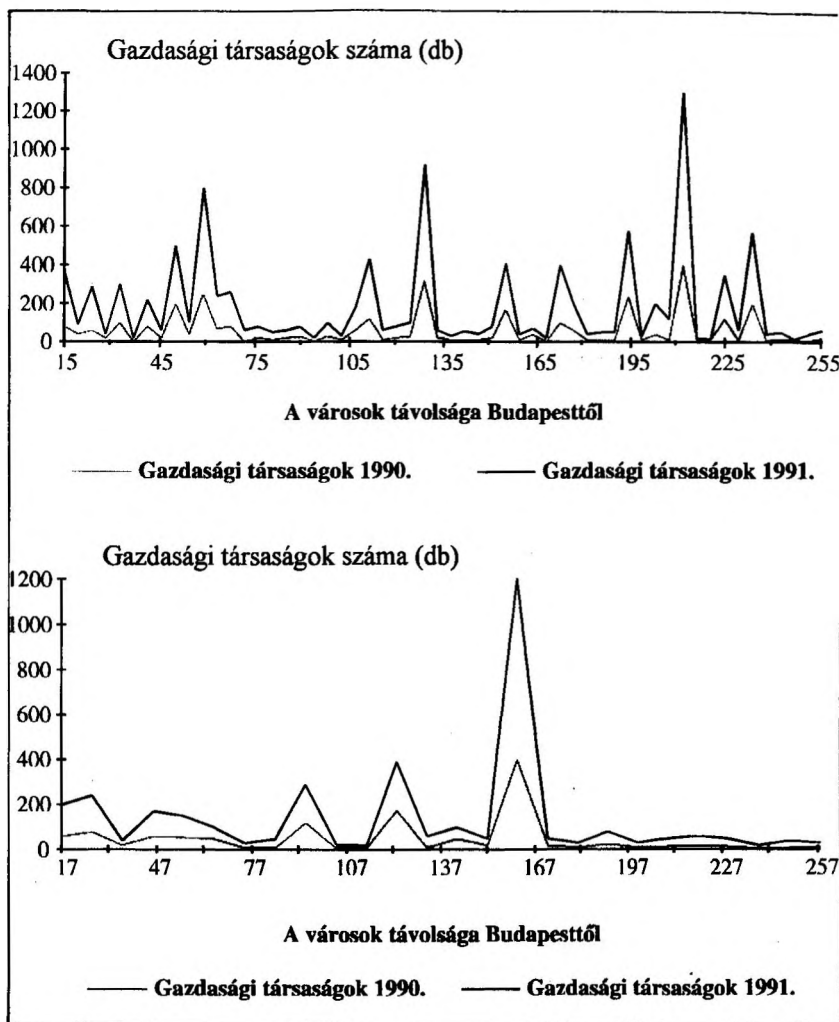 Gazdasági társaságok száma (db)
1400
1200
1000
800
600
400
200
0
15 45 75 105 135 165 195 225 255
A városok távolsága Budapesttől
Gazdasági társaságok 1990. Gazdasági társaságok 1991.
Gazdasági társaságok száma (db)
1200
1000
800
600
400
200
0
17 47 77 107 137 167 197 227 257
A városok távolsága Budapesttől
Gazdasági társaságok 1990. Gazdasági társaságok 1991.